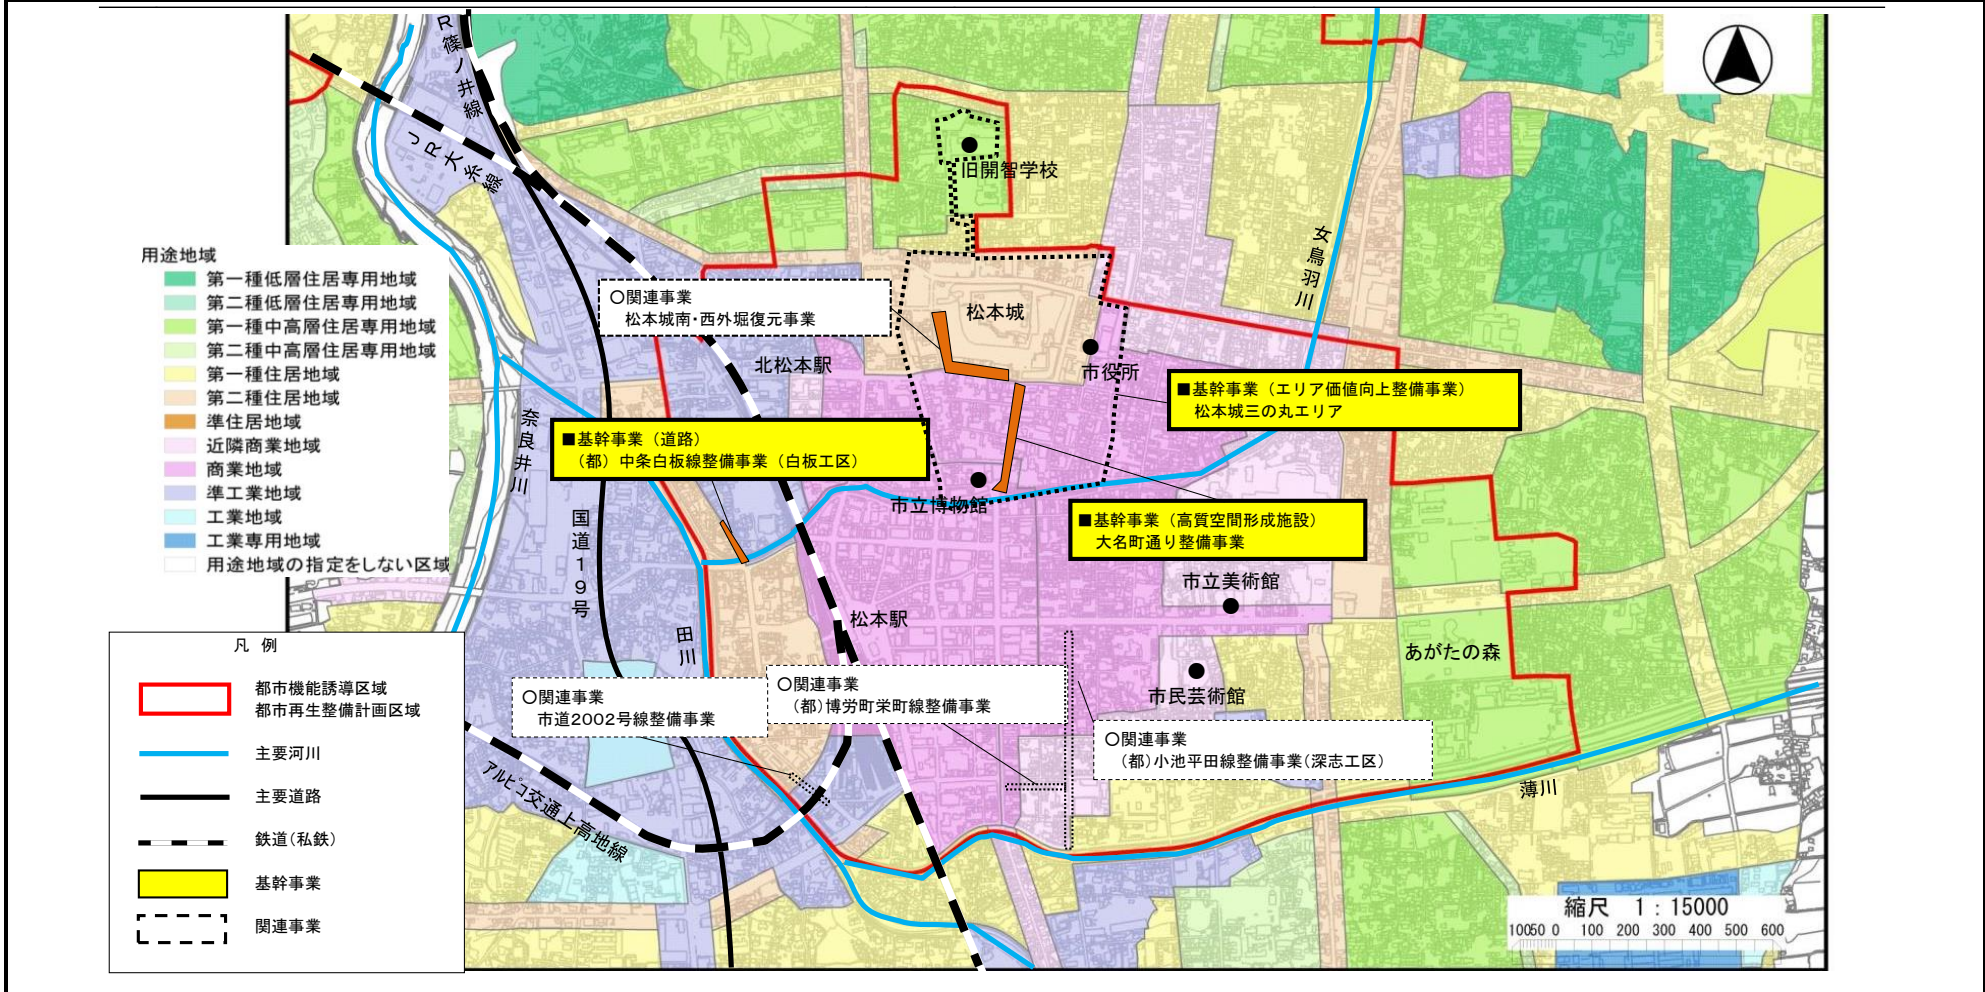 R篠ノ井線
JR大糸線
旧開智学校
女鳥羽川
用途地域
第一種低層住居専用地域
第二種低層住居専用地域
第一種中高層住居専用地域
第二種中高層住居専用地域
第一種住居地域
第二種住居地域
準住居地域
近隣商業地域
商業地域
準工業地域
工業地域
工業専用地域
用途地域の指定をしない区域
○関連事業
松本城南・西外堀復元事業
松本城
北松本駅
市役所
■基幹事業（エリア価値向上整備事業）
松本城三の丸エリア
奈良井川
■基幹事業（道路）
（都）中条白板線整備事業（白板工区）
市立博物館
国道19号
■基幹事業（高質空間形成施設）
大名町通り整備事業
市立美術館
松本駅
田川
あがたの森
市民芸術館
○関連事業
市道2002号線整備事業
○関連事業
（都）博労町栄町線整備事業
○関連事業
（都）小池平田線整備事業（深志工区）
薄川
アルピコ交通上高地線
凡 例
都市機能誘導区域
都市再生整備計画区域
主要河川
主要道路
鉄道（私鉄）
基幹事業
関連事業
縮尺 1：15000
100 50 0 100 200 300 400 500 600